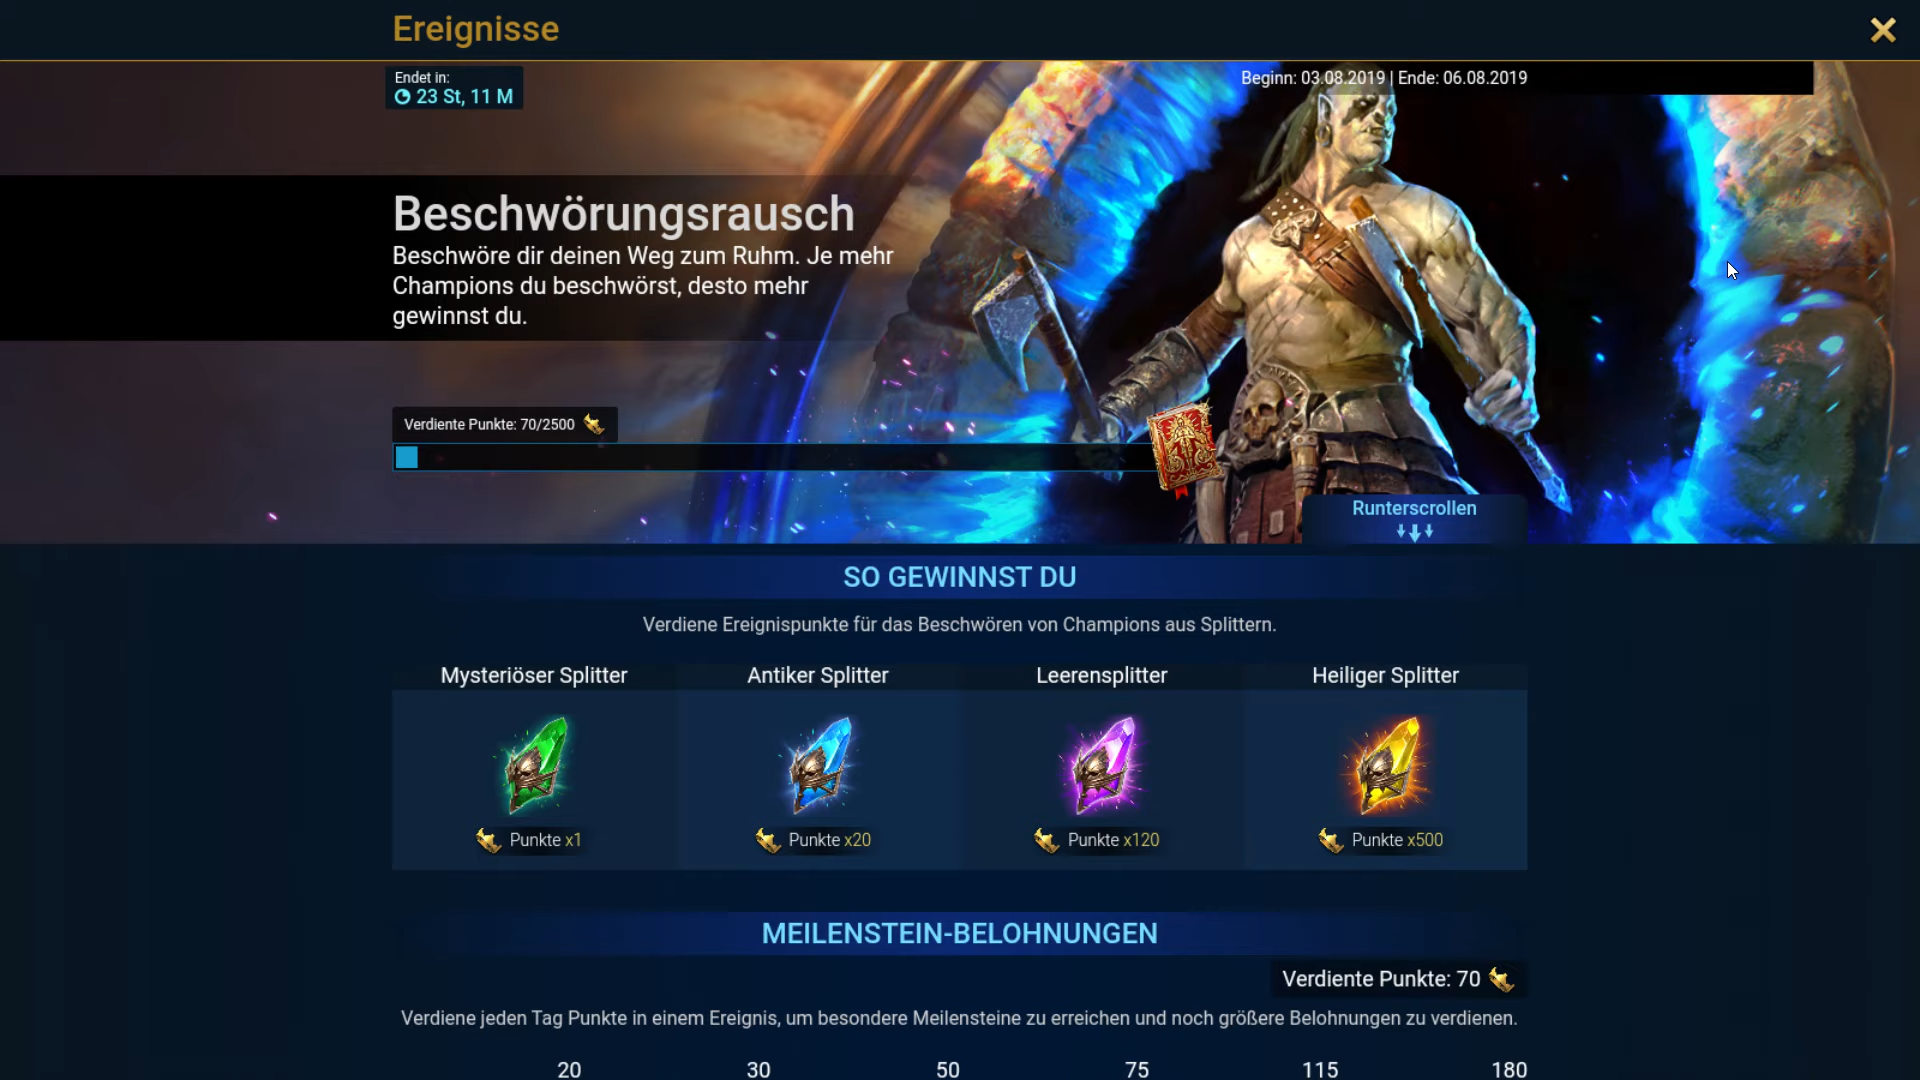 Ereignisse
Endet in:
23 St, 11 M
Beginn: 03.08.2019 | Ende: 06.08.2019
Beschwörungsrausch
Beschwöre dir deinen Weg zum Ruhm. Je mehr
Champions du beschwörst, desto mehr
gewinnst du.
Verdiente Punkte: 70/2500
Runterscrollen
SO GEWINNST DU
Verdiene Ereignispunkte für das Beschwören von Champions aus Splittern.
Mysteriöser Splitter
Antiker Splitter
Leerensplitter
Heiliger Splitter
Punkte x1
Punkte x20
Punkte x120
Punkte x500
MEILENSTEIN-BELOHNUNGEN
Verdiente Punkte: 70
Verdiene jeden Tag Punkte in einem Ereignis, um besondere Meilensteine zu erreichen und noch größere Belohnungen zu verdienen.
20 30 50 75 115 180